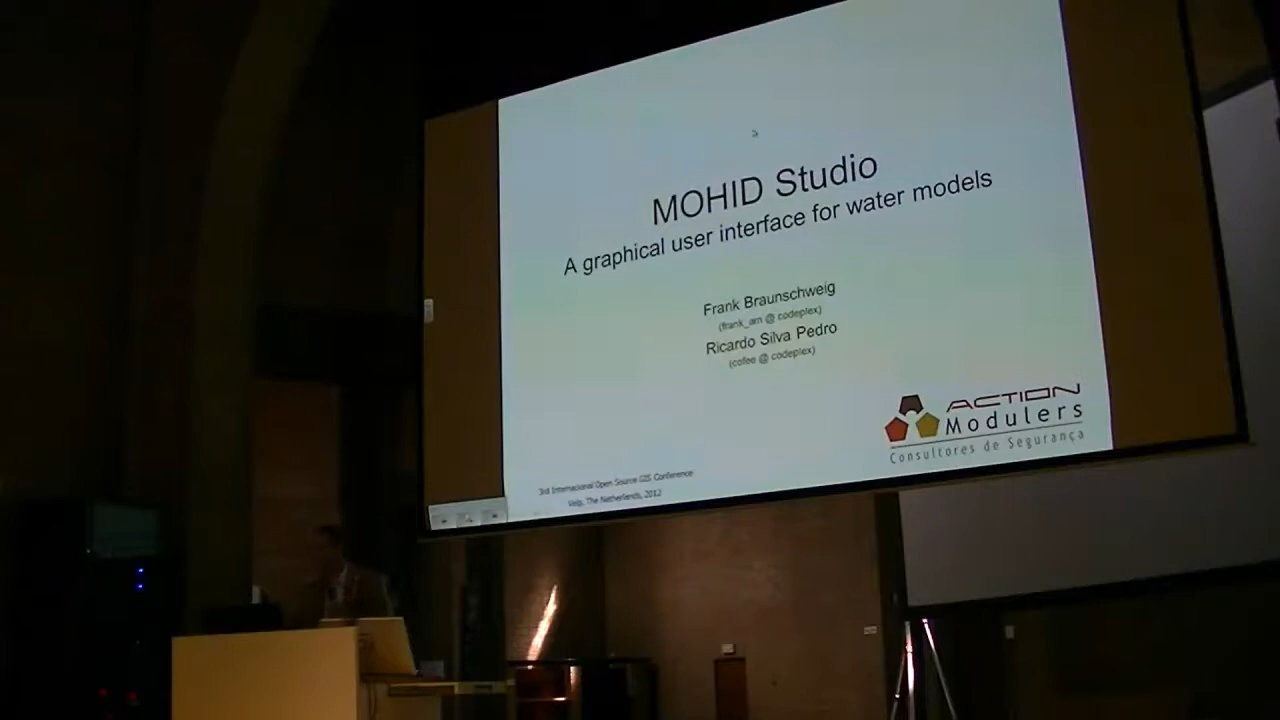 MOHID Studio
A graphical user interface for water models
Frank Braunschweig
(frank_am @ codeplex)
Ricardo Silva Pedro
(cofee @ codeplex)
ACTION
Modulers
Consultores de Segurança
3rd Internacional Open Source GIS Conference
Velp, The Netherlands, 2012